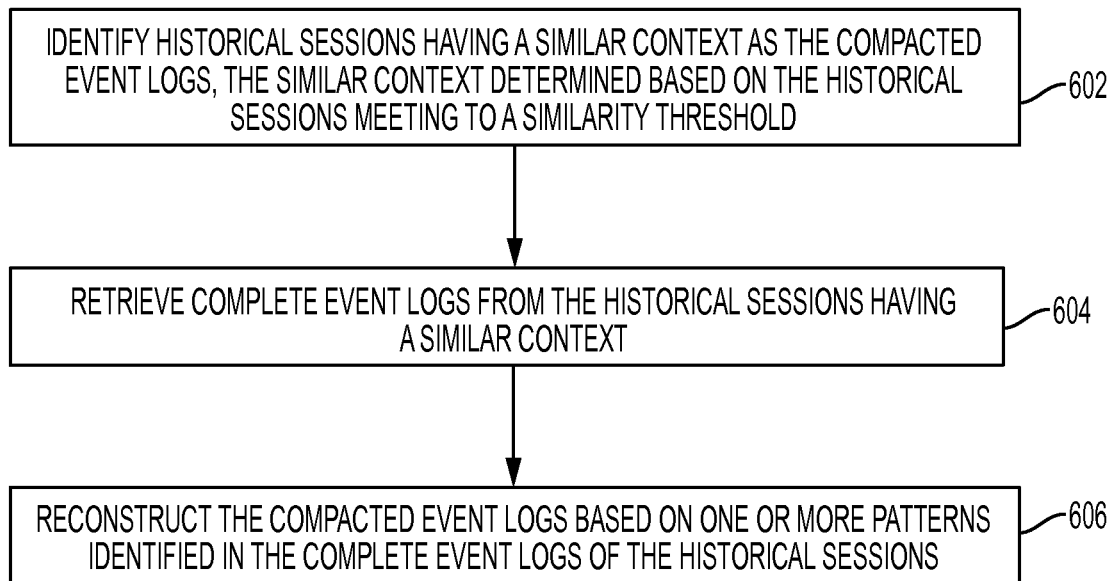 IDENTIFY HISTORICAL SESSIONS HAVING A SIMILAR CONTEXT AS THE COMPACTED
EVENT LOGS, THE SIMILAR CONTEXT DETERMINED BASED ON THE HISTORICAL
SESSIONS MEETING TO A SIMILARITY THRESHOLD
602
RETRIEVE COMPLETE EVENT LOGS FROM THE HISTORICAL SESSIONS HAVING
A SIMILAR CONTEXT
604
RECONSTRUCT THE COMPACTED EVENT LOGS BASED ON ONE OR MORE PATTERNS
IDENTIFIED IN THE COMPLETE EVENT LOGS OF THE HISTORICAL SESSIONS
606